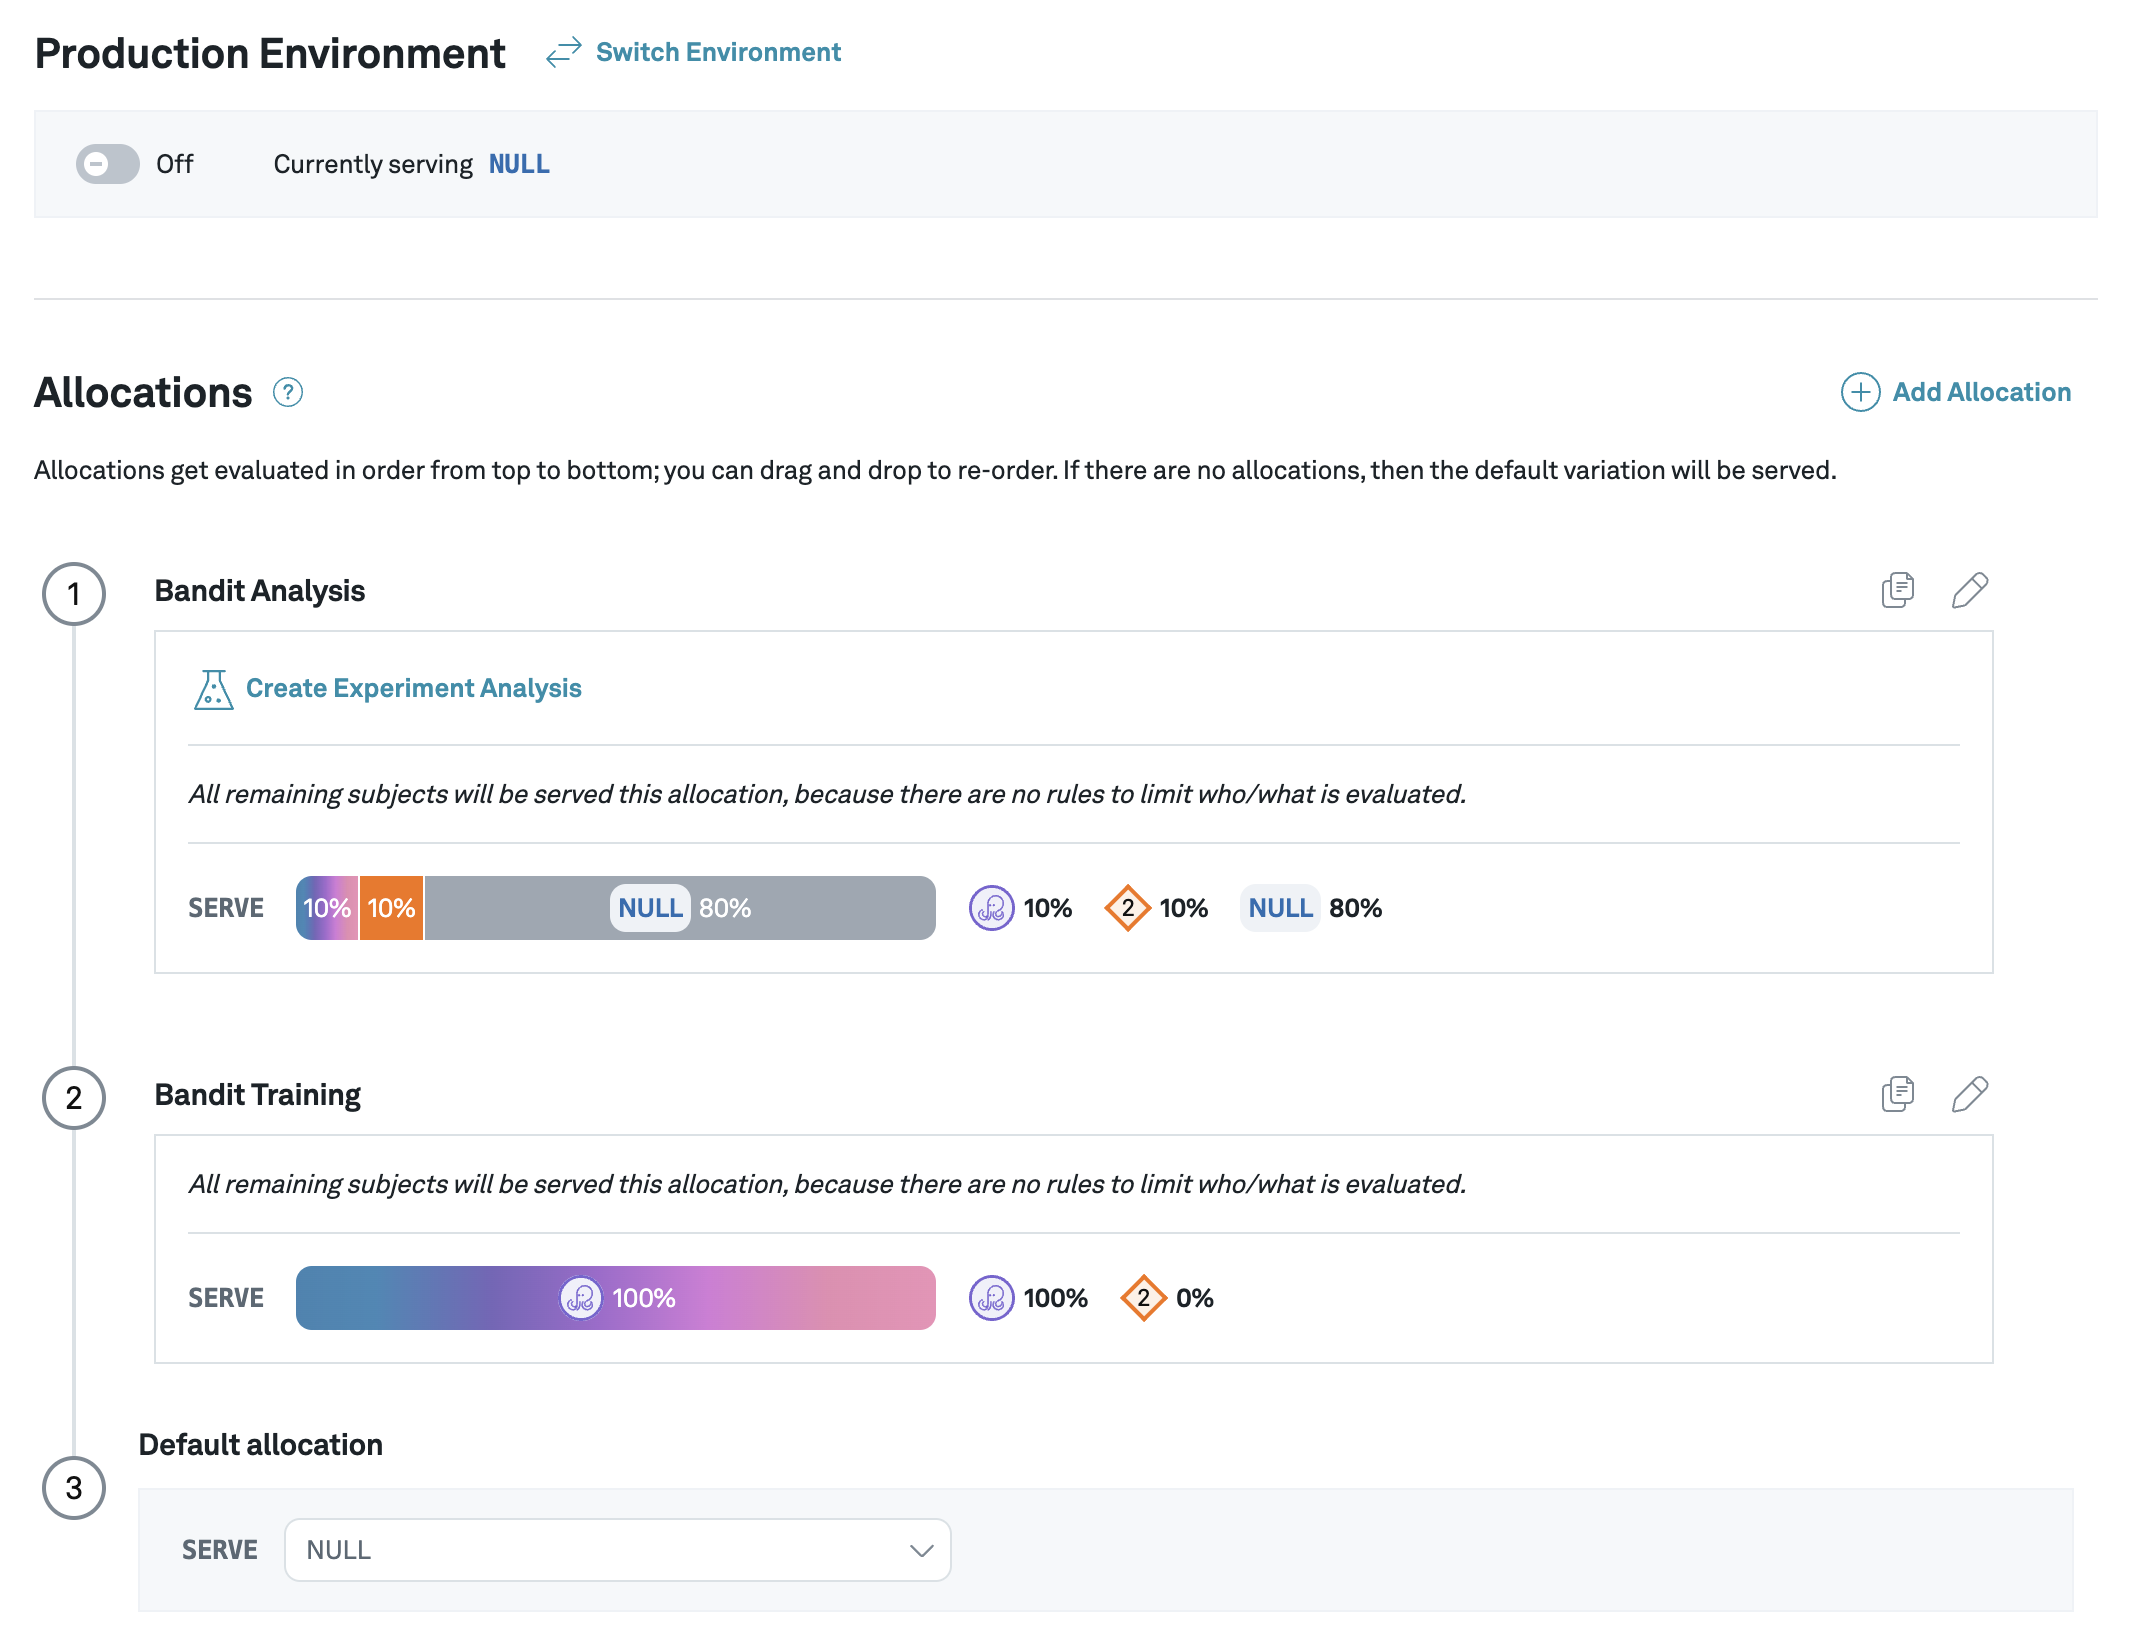 Production Environment Switch Environment
Off Currently serving NULL
Allocations ? Add Allocation
Allocations get evaluated in order from top to bottom; you can drag and drop to re-order. If there are no allocations, then the default variation will be served.
1 Bandit Analysis
Create Experiment Analysis
All remaining subjects will be served this allocation, because there are no rules to limit who/what is evaluated.
SERVE 10% 10% NULL 80% 10% 2 10% NULL 80%
2 Bandit Training
All remaining subjects will be served this allocation, because there are no rules to limit who/what is evaluated.
SERVE 100% 100% 2 0%
Default allocation
3
SERVE NULL